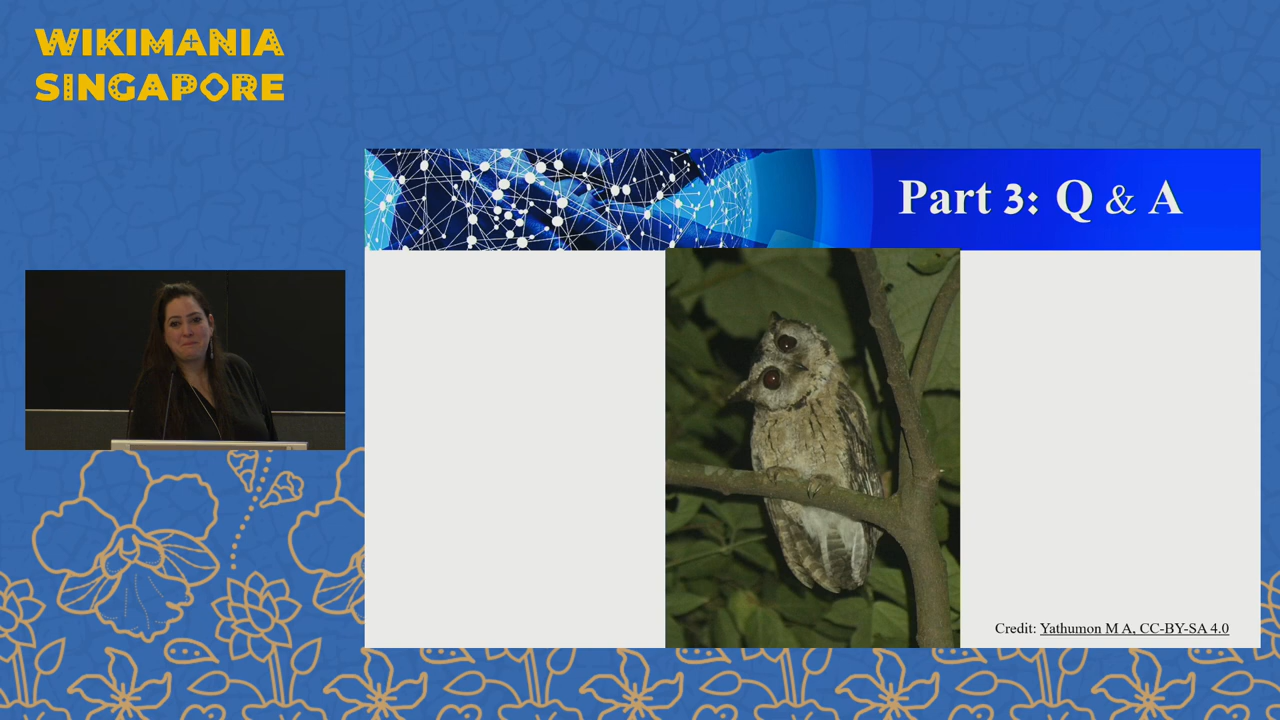 WIKIMANIA
SINGAPORE
Part 3: Q & A
Credit: Yathumon M A, CC-BY-SA 4.0